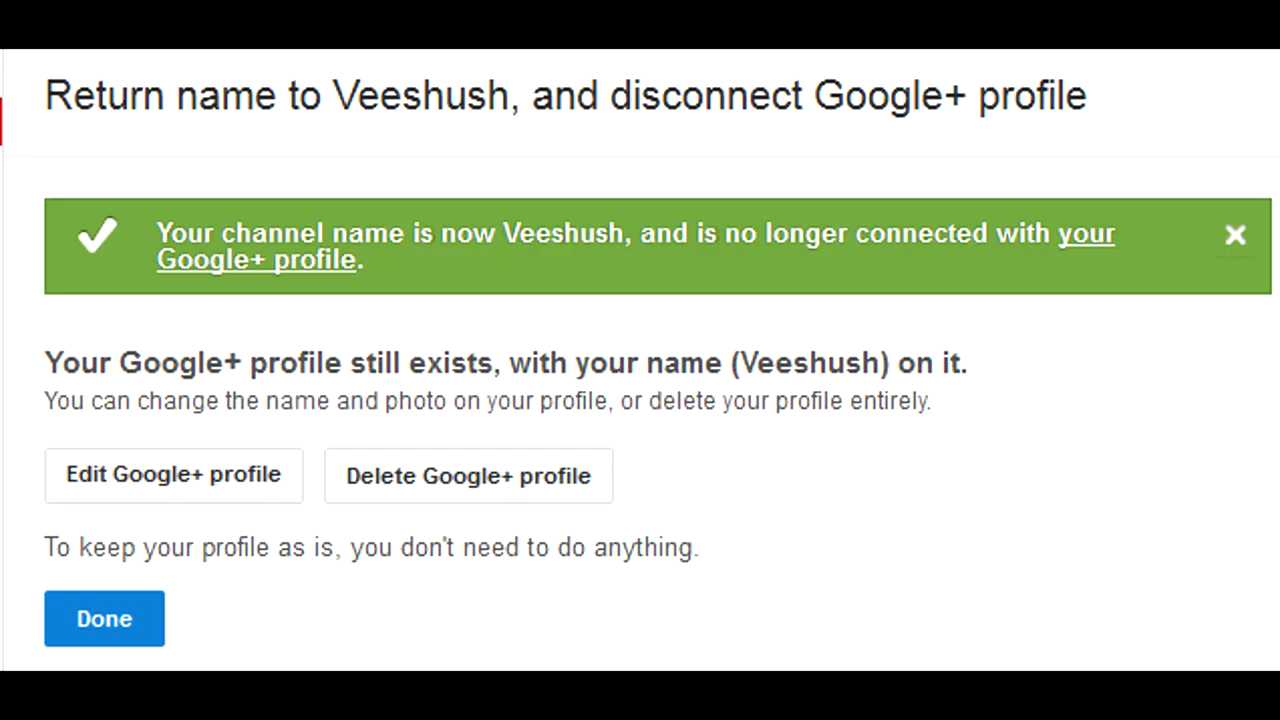 Return name to Veeshush, and disconnect Google+ profile
Your channel name is now Veeshush, and is no longer connected with your
Google+ profile.
Your Google+ profile still exists, with your name (Veeshush) on it.
You can change the name and photo on your profile, or delete your profile entirely.
Edit Google+ profile
Delete Google+ profile
To keep your profile as is, you don't need to do anything.
Done